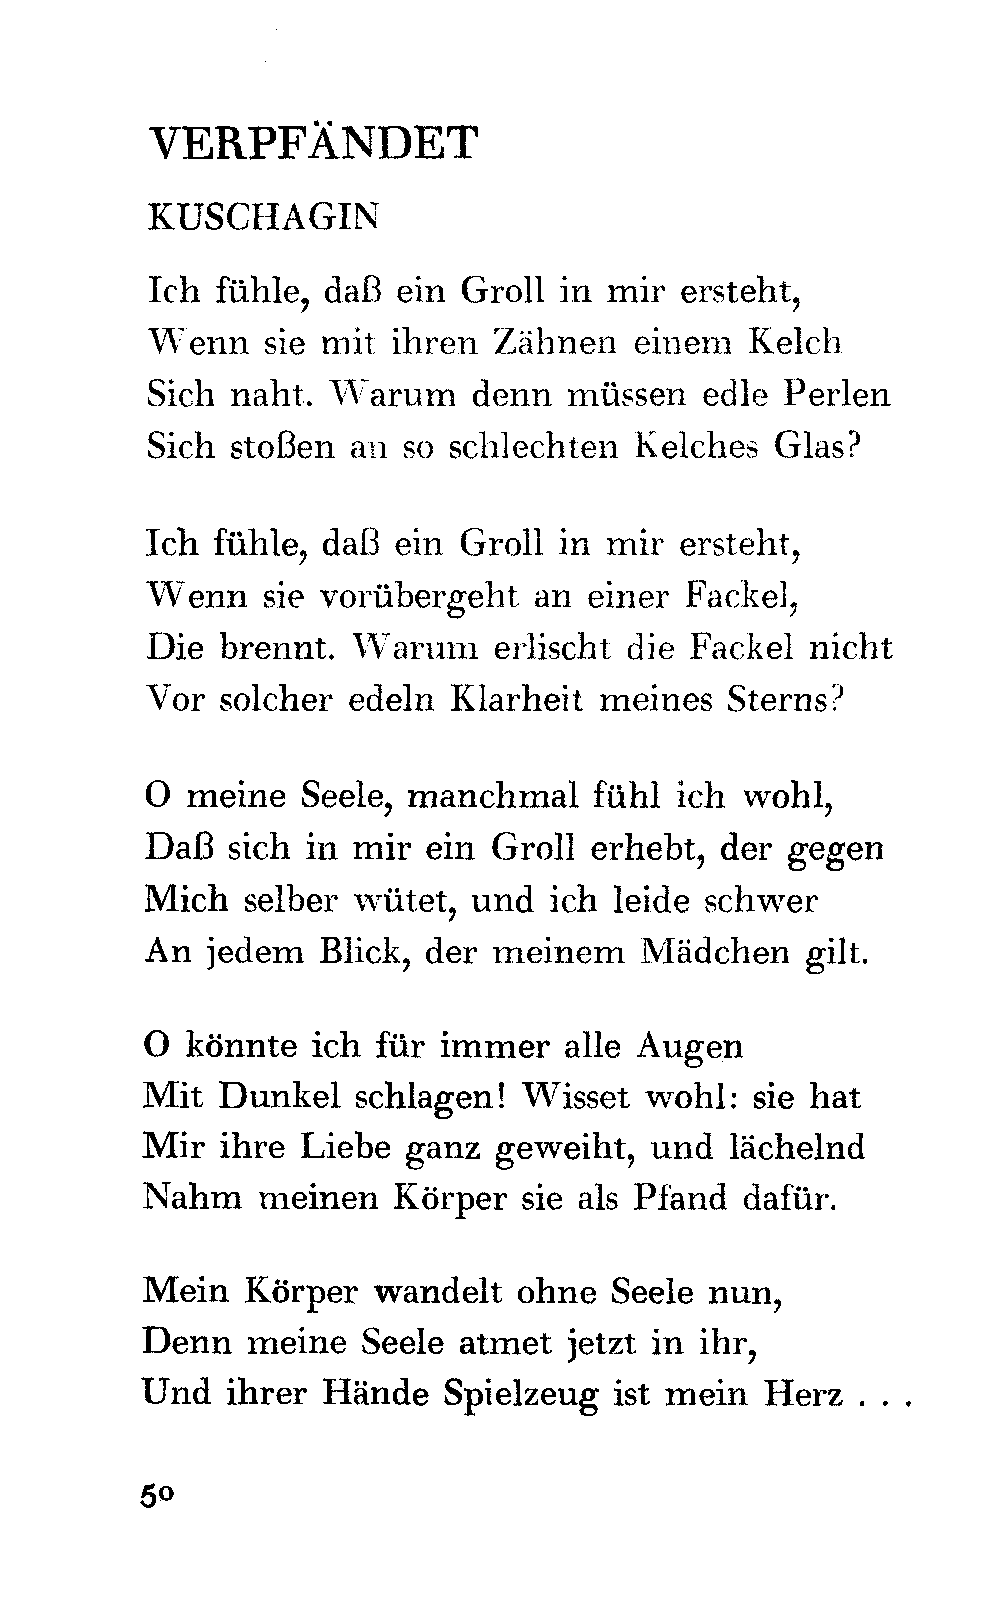 VERPFÄNDET
KUSCHAGIN
Ich fühle, daß ein Groll in mir ersteht,
Wenn sie mit ihren Zähnen einem Kelch
Sich naht. Warum denn müssen edle Perlen
Sich stoßen an so schlechten Kelches Glas?
Ich fühle, daß ein Groll in mir ersteht,
Wenn sie vorübergeht an einer Fackel,
Die brennt. Warum erlischt die Fackel nicht
Vor solcher edeln Klarheit meines Sterns?
O meine Seele, manchmal fühl ich wohl,
Daß sich in mir ein Groll erhebt, der gegen
Mich selber wütet, und ich leide schwer
An jedem Blick, der meinem Mädchen gilt.
O könnte ich für immer alle Augen
Mit Dunkel schlagen! Wisset wohl: sie hat
Mir ihre Liebe ganz geweiht, und lächelnd
Nahm meinen Körper sie als Pfand dafür.
Mein Körper wandelt ohne Seele nun,
Denn meine Seele atmet jetzt in ihr,
Und ihrer Hände Spielzeug ist mein Herz . . .
50